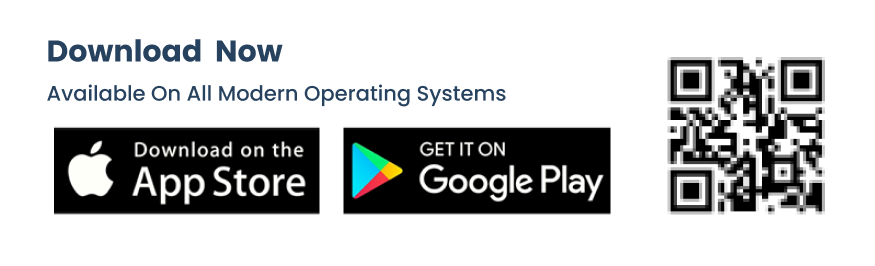 Download Now
Available On All Modern Operating Systems
Download on the
App Store
GET IT ON
Google Play